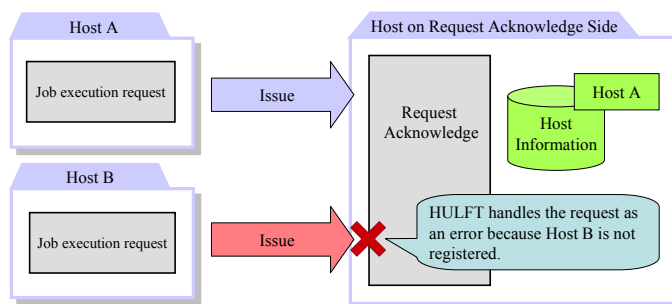 Host A
Job execution request
Issue
Host B
Job execution request
Issue
Host on Request Acknowledge Side
Request
Acknowledge
Host A
Host
Information
HULFT handles the request as
an error because Host B is not
registered.